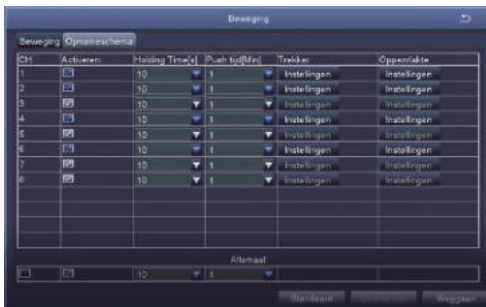 Beweging
Beweging Opnameschema
CH Activeren Holding Time[s] Push tijd[Min] Trekker Oppervlakte
1 10 1 Instellingen Instellingen
2 10 1 Instellingen Instellingen
3 10 1 Instellingen Instellingen
4 10 1 Instellingen Instellingen
5 10 1 Instellingen Instellingen
6 10 1 Instellingen Instellingen
7 10 1 Instellingen Instellingen
8 10 1 Instellingen Instellingen
Allemaal
10 1
Standaard Weggaan